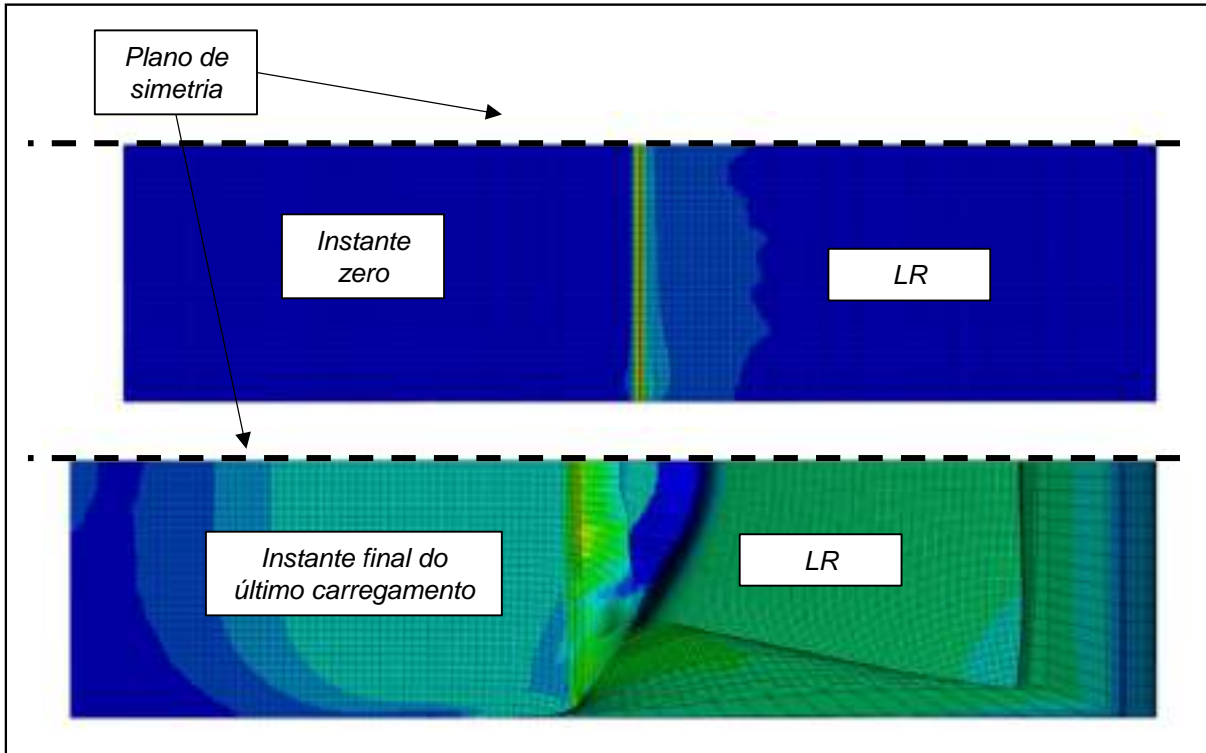 Plano de
simetria
Instante
zero
LR
Instante final do
último carregamento
LR